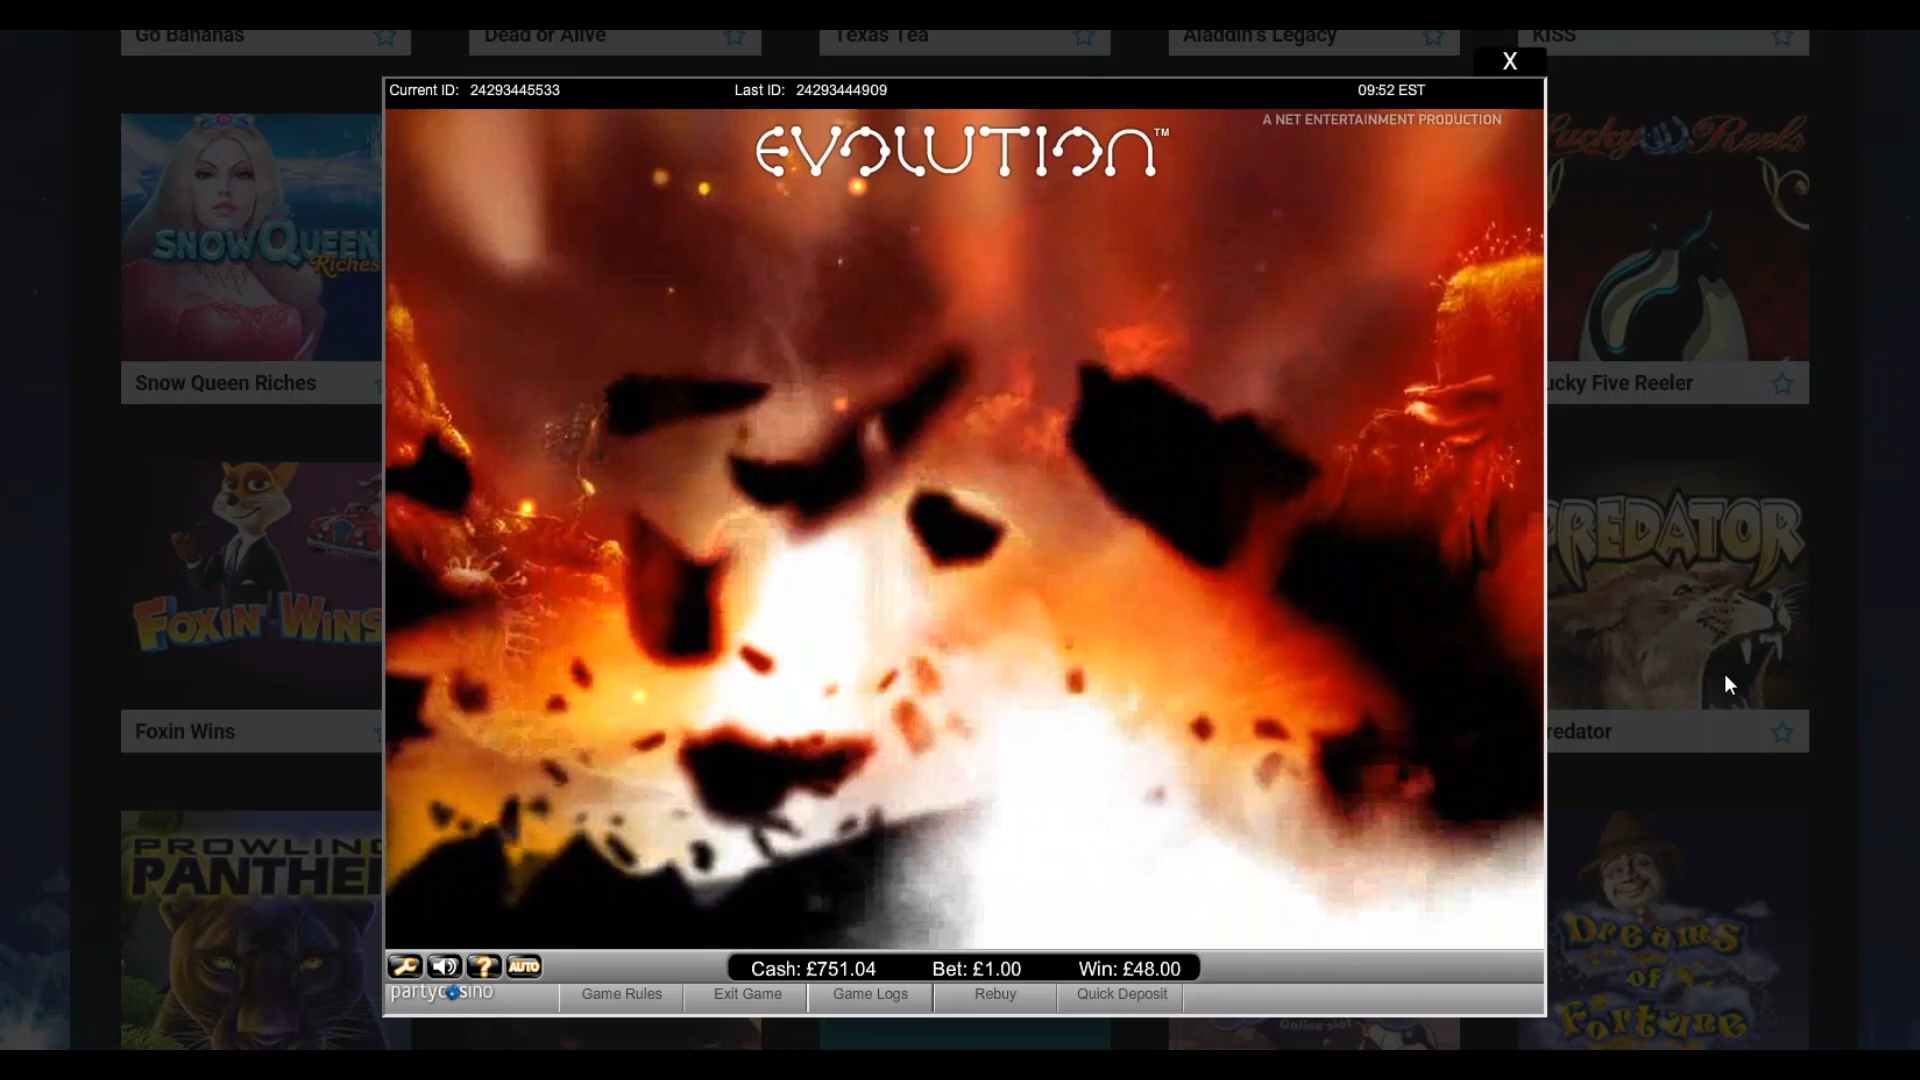 Go Bananas
Dead or Alive
Texas Tea
Aladdin's Legacy
KISS
X
Current ID: 24293445533
Last ID: 24293444909
09:52 EST
A NET ENTERTAINMENT PRODUCTION
EVOLUTION™
SNOW QUEEN
Riches
Snow Queen Riches
Lucky Reels
ucky Five Reeler
FOXIN' WINS
Foxin Wins
PREDATOR
redator
PROWLING
PANTHE
Dreams
of
Fortune
Online slot
AUTO
Cash: £751.04
Bet: £1.00
Win: £48.00
partycasino
Game Rules
Exit Game
Game Logs
Rebuy
Quick Deposit